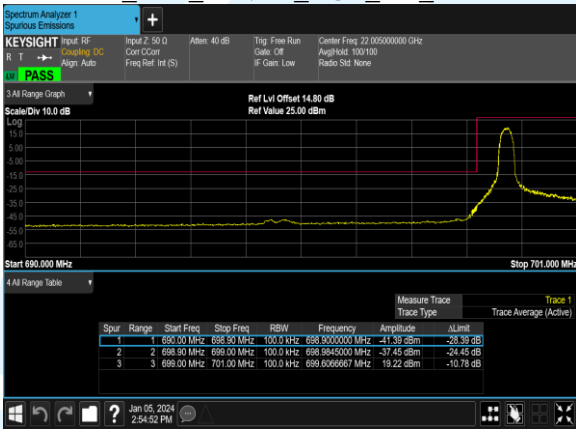 Spectrum Analyzer 1
Spurious Emissions
KEYSIGHT Input: RF Input Z: 50 Ω Atten: 40 dB Trig: Free Run Center Freq: 22.005000000 GHz
R T Coupling: DC Corr CCorr Gate: Off Avg|Hold: 100/100
Align: Auto Freq Ref: Int (S) IF Gain: Low Radio Std: None
PASS
3 All Range Graph
Ref Lvl Offset 14.80 dB
Scale/Div 10.0 dB Ref Value 25.00 dBm
Log
15.0
5.00
-5.00
-15.0
-25.0
-35.0
-45.0
-55.0
-65.0
Start 690.000 MHz Stop 701.000 MHz
4 All Range Table
Measure Trace Trace 1
Trace Type Trace Average (Active)
Spur Range Start Freq Stop Freq RBW Frequency Amplitude ΔLimit
1 1 690.00 MHz 698.90 MHz 100.0 kHz 698.9000000 MHz -41.39 dBm -28.39 dB
2 2 698.90 MHz 699.00 MHz 100.0 kHz 698.9845000 MHz -37.45 dBm -24.45 dB
3 3 699.00 MHz 701.00 MHz 100.0 kHz 699.6066667 MHz 19.22 dBm -10.78 dB
Jan 05, 2024
2:54:52 PM